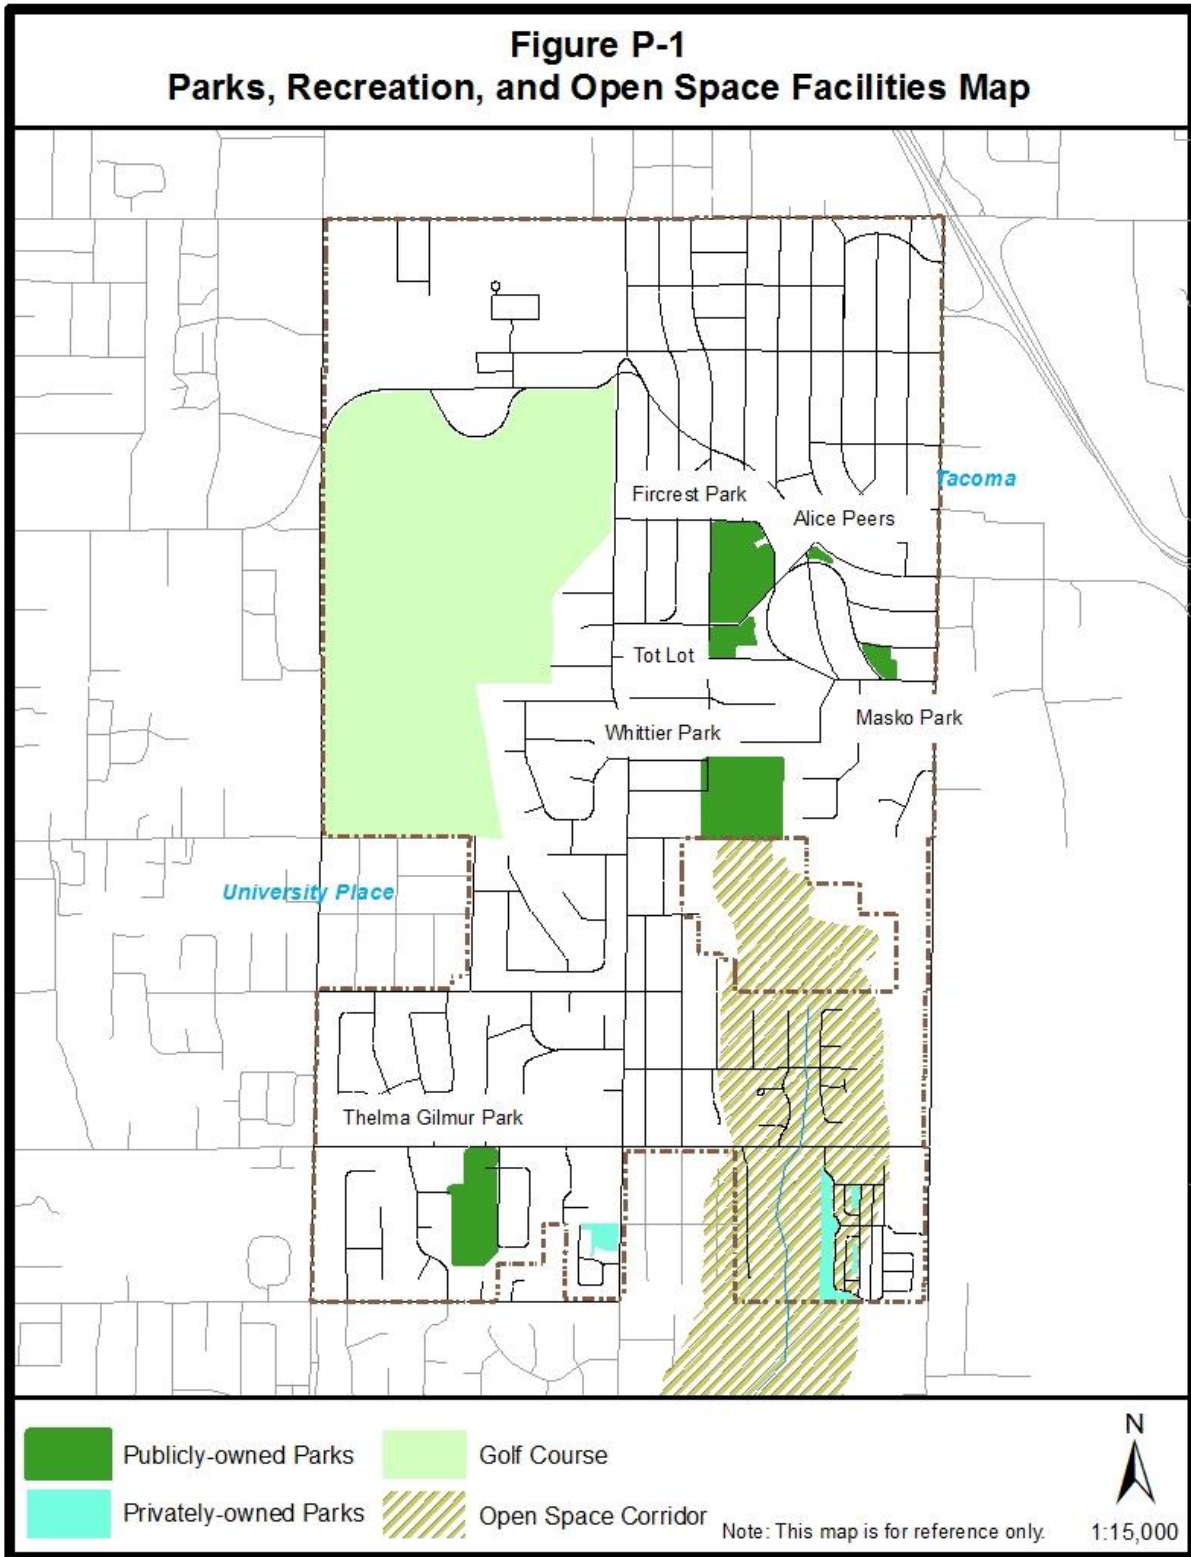 Figure P-1
Parks, Recreation, and Open Space Facilities Map
Tacoma
Fircrest Park
Alice Peers
Tot Lot
Masko Park
Whittier Park
University Place
Thelma Gilmur Park
Publicly-owned Parks
Golf Course
Privately-owned Parks
Open Space Corridor
Note: This map is for reference only.
N
1:15,000